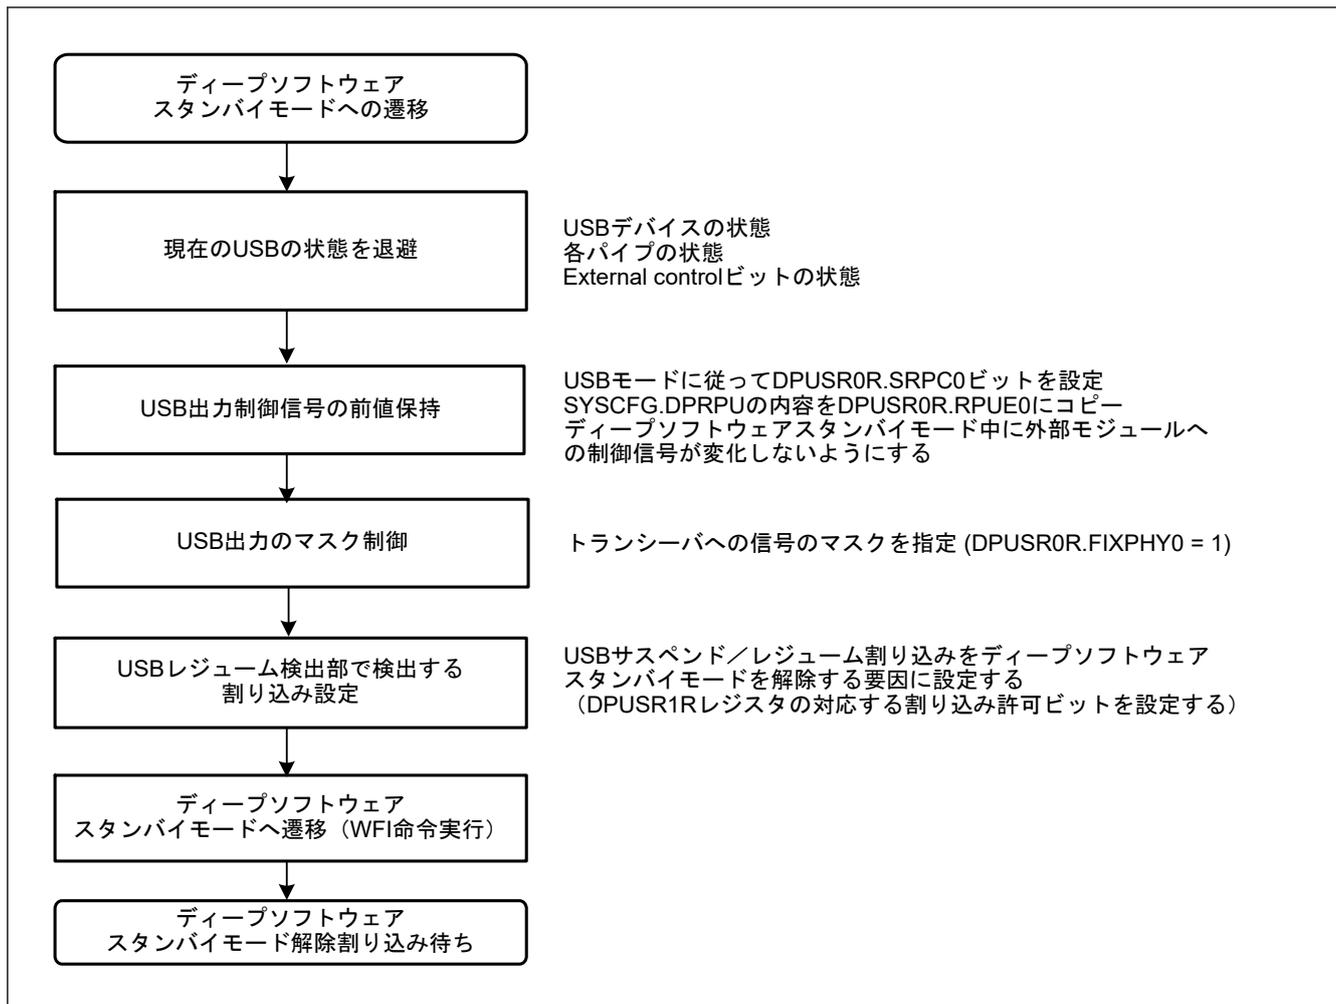 ディープソフトウェア
スタンバイモードへの遷移
現在のUSBの状態を退避
USBデバイスの状態
各パイプの状態
External controlビットの状態
USB出力制御信号の前値保持
USBモードに従ってDPUSR0R.SRPC0ビットを設定
SYSCFG.DPRPUの内容をDPUSR0R.RPUE0にコピー
ディープソフトウェアスタンバイモード中に外部モジュールへ
の制御信号が変化しないようにする
USB出力のマスク制御
トランシーバへの信号のマスクを指定 (DPUSR0R.FIXPHY0 = 1)
USBレジューム検出部で検出する
割り込み設定
USBサスペンド／レジューム割り込みをディープソフトウェア
スタンバイモードを解除する要因に設定する
（DPUSR1Rレジスタの対応する割り込み許可ビットを設定する）
ディープソフトウェア
スタンバイモードへ遷移（WFI命令実行）
ディープソフトウェア
スタンバイモード解除割り込み待ち